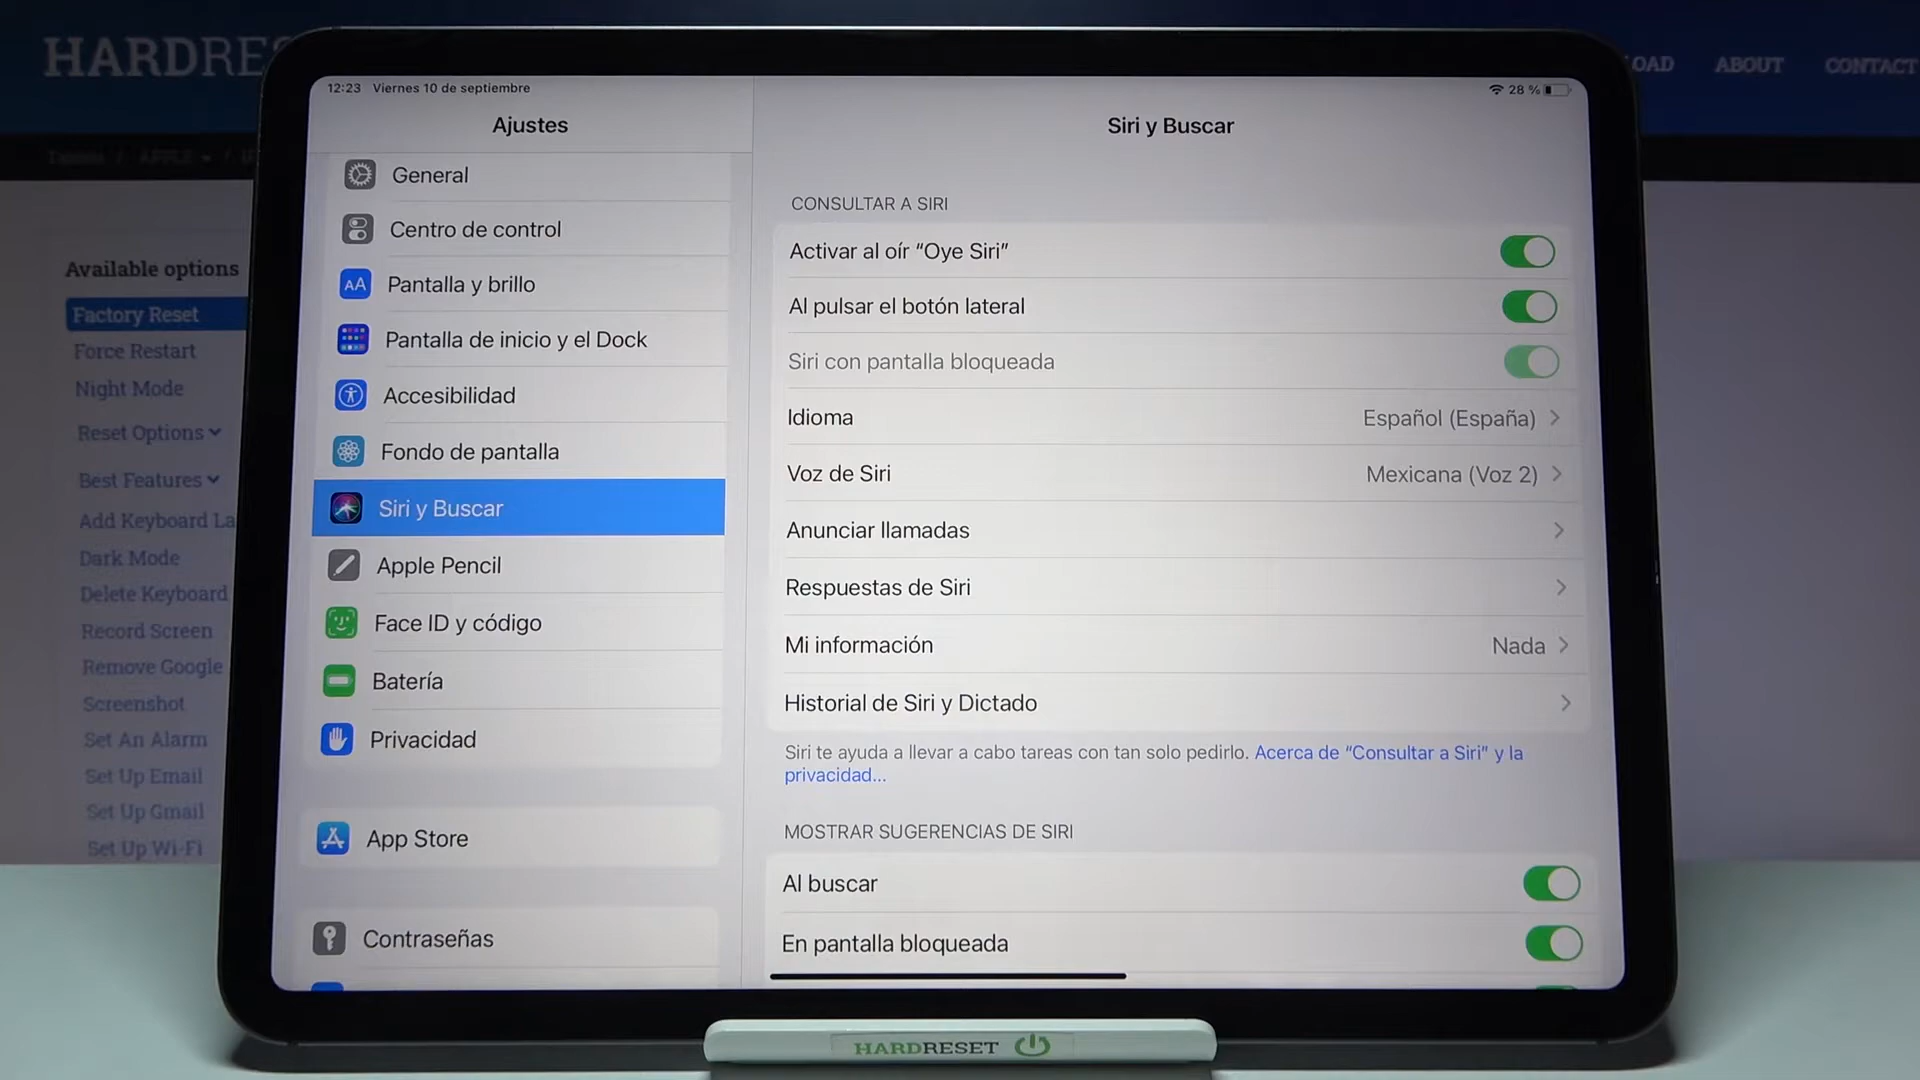 HARDRE
LOAD
ABOUT
CONTACT
APPLE
Available options
Factory Reset
Force Restart
Night Mode
Reset Options
Best Features
Add Keyboard La
Dark Mode
Delete Keyboard
Record Screen
Remove Google
Screenshot
Set An Alarm
Set Up Email
Set Up Gmail
Set Up Wi-Fi
12:23 Viernes 10 de septiembre
28 %
Ajustes
General
Centro de control
AA Pantalla y brillo
Pantalla de inicio y el Dock
Accesibilidad
Fondo de pantalla
Siri y Buscar
Apple Pencil
Face ID y código
Batería
Privacidad
App Store
Contraseñas
Siri y Buscar
CONSULTAR A SIRI
Activar al oír “Oye Siri”
Al pulsar el botón lateral
Siri con pantalla bloqueada
Idioma Español (España)
Voz de Siri Mexicana (Voz 2)
Anunciar llamadas
Respuestas de Siri
Mi información Nada
Historial de Siri y Dictado
Siri te ayuda a llevar a cabo tareas con tan solo pedirlo. Acerca de “Consultar a Siri” y la
privacidad...
MOSTRAR SUGERENCIAS DE SIRI
Al buscar
En pantalla bloqueada
HARDRESET